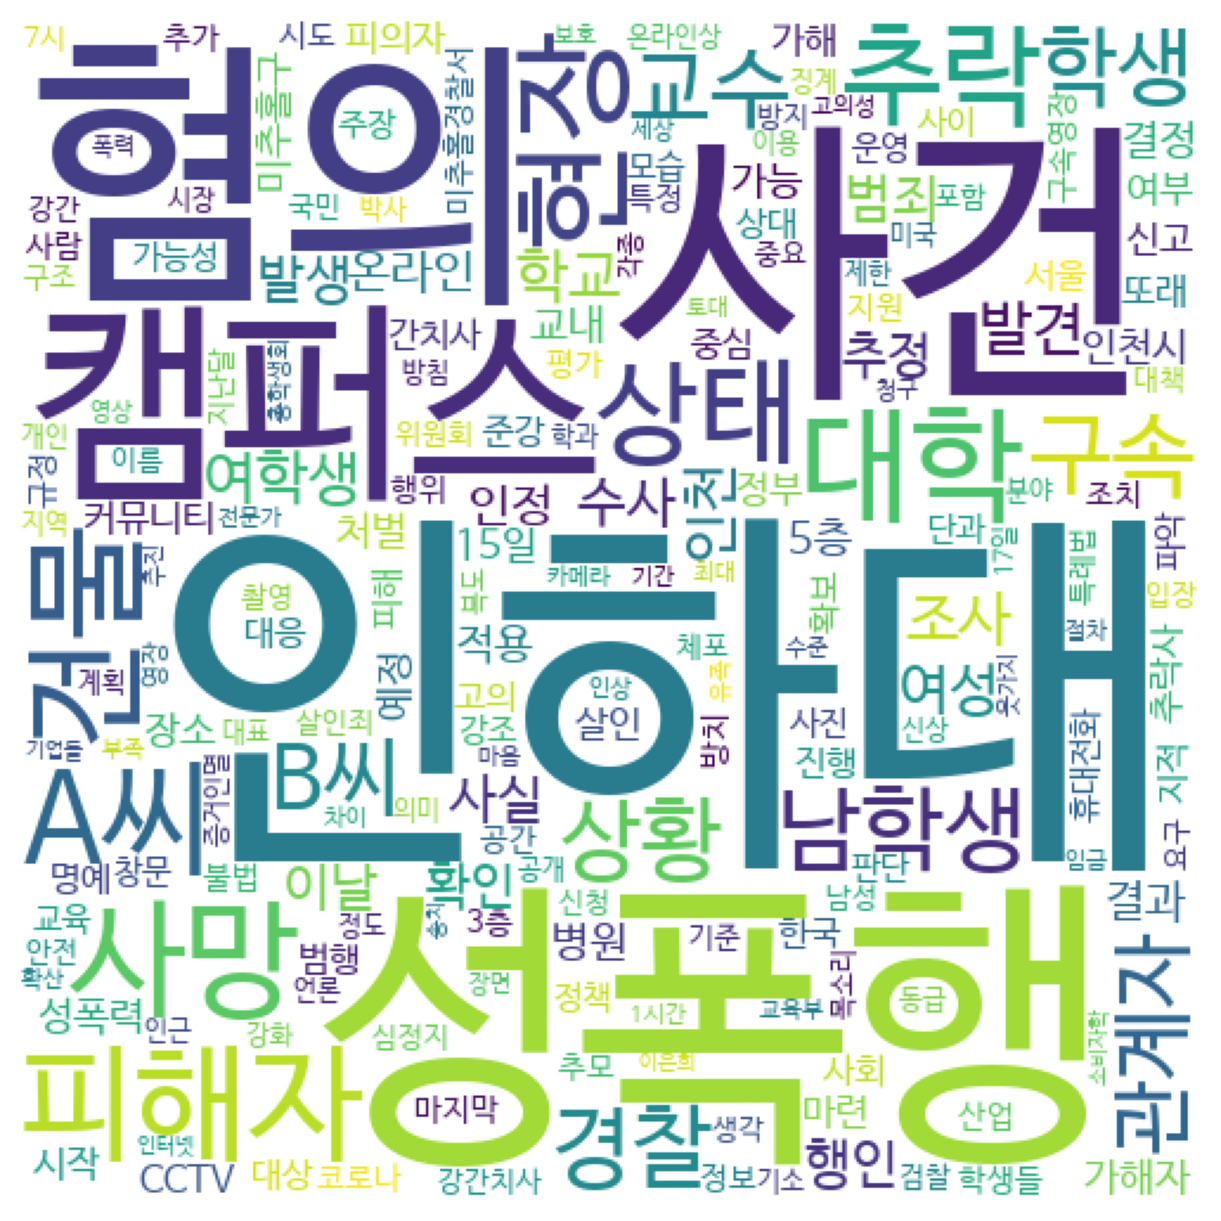 7시
추가
시도
피의자
보호
온라인상
가해
징계
추락
학생
혐의
현장
교수
폭력
주장
미추홀구
미추홀경찰서
세상
방지
고의성
사이
구속영장
결정
모습
이용
운영
여부
강간
시장
국민
박사
특정
가능
범죄
포함
사건
사람
가능성
상대
미국
신고
구조
발생
온라인
학교
각종
중요
제한
서울
또래
캠퍼스
간치사
교내
토대
지원
발견
중심
추정
인천시
지난달
총학생회
방침
평가
상태
청구
대책
영상
개인
위원회
준강
학과
대학
구속
이름
여학생
규정
행위
인정
수사
인천
정부
분야
조치
커뮤니티
지역
전문가
처벌
15일
5층
단과
17일
특례법
파악
건물
추진
인하대
카메라
기간
최대
피해
복도
확보
촬영
대응
적용
체포
수준
조사
입장
절차
계획
영장
예정
유족
여성
추락사
고의
인상
장소
대표
살인죄
강조
살인
방치
사진
신상
옷가지
기업들
부족
마음
진행
휴대전화
지적
A씨
증거인멸
B씨
사실
차이
의미
상황
남학생
공간
임금
요구
명예
창문
불법
이날
확인
공개
판단
교육
사망
정도
송치
3층
신청
남성
결과
안전
범행
병원
기준
한국
확산
언론
성폭행
목소리
관계자
성폭력
인근
장면
정책
1시간
교육부
동급
강화
심정지
소비자학
피해자
추모
이은희
사회
마지막
마련
산업
시작
인터넷
경찰
생각
행인
CCTV
대상
코로나
강간치사
정보
기소
검찰
학생들
가해자